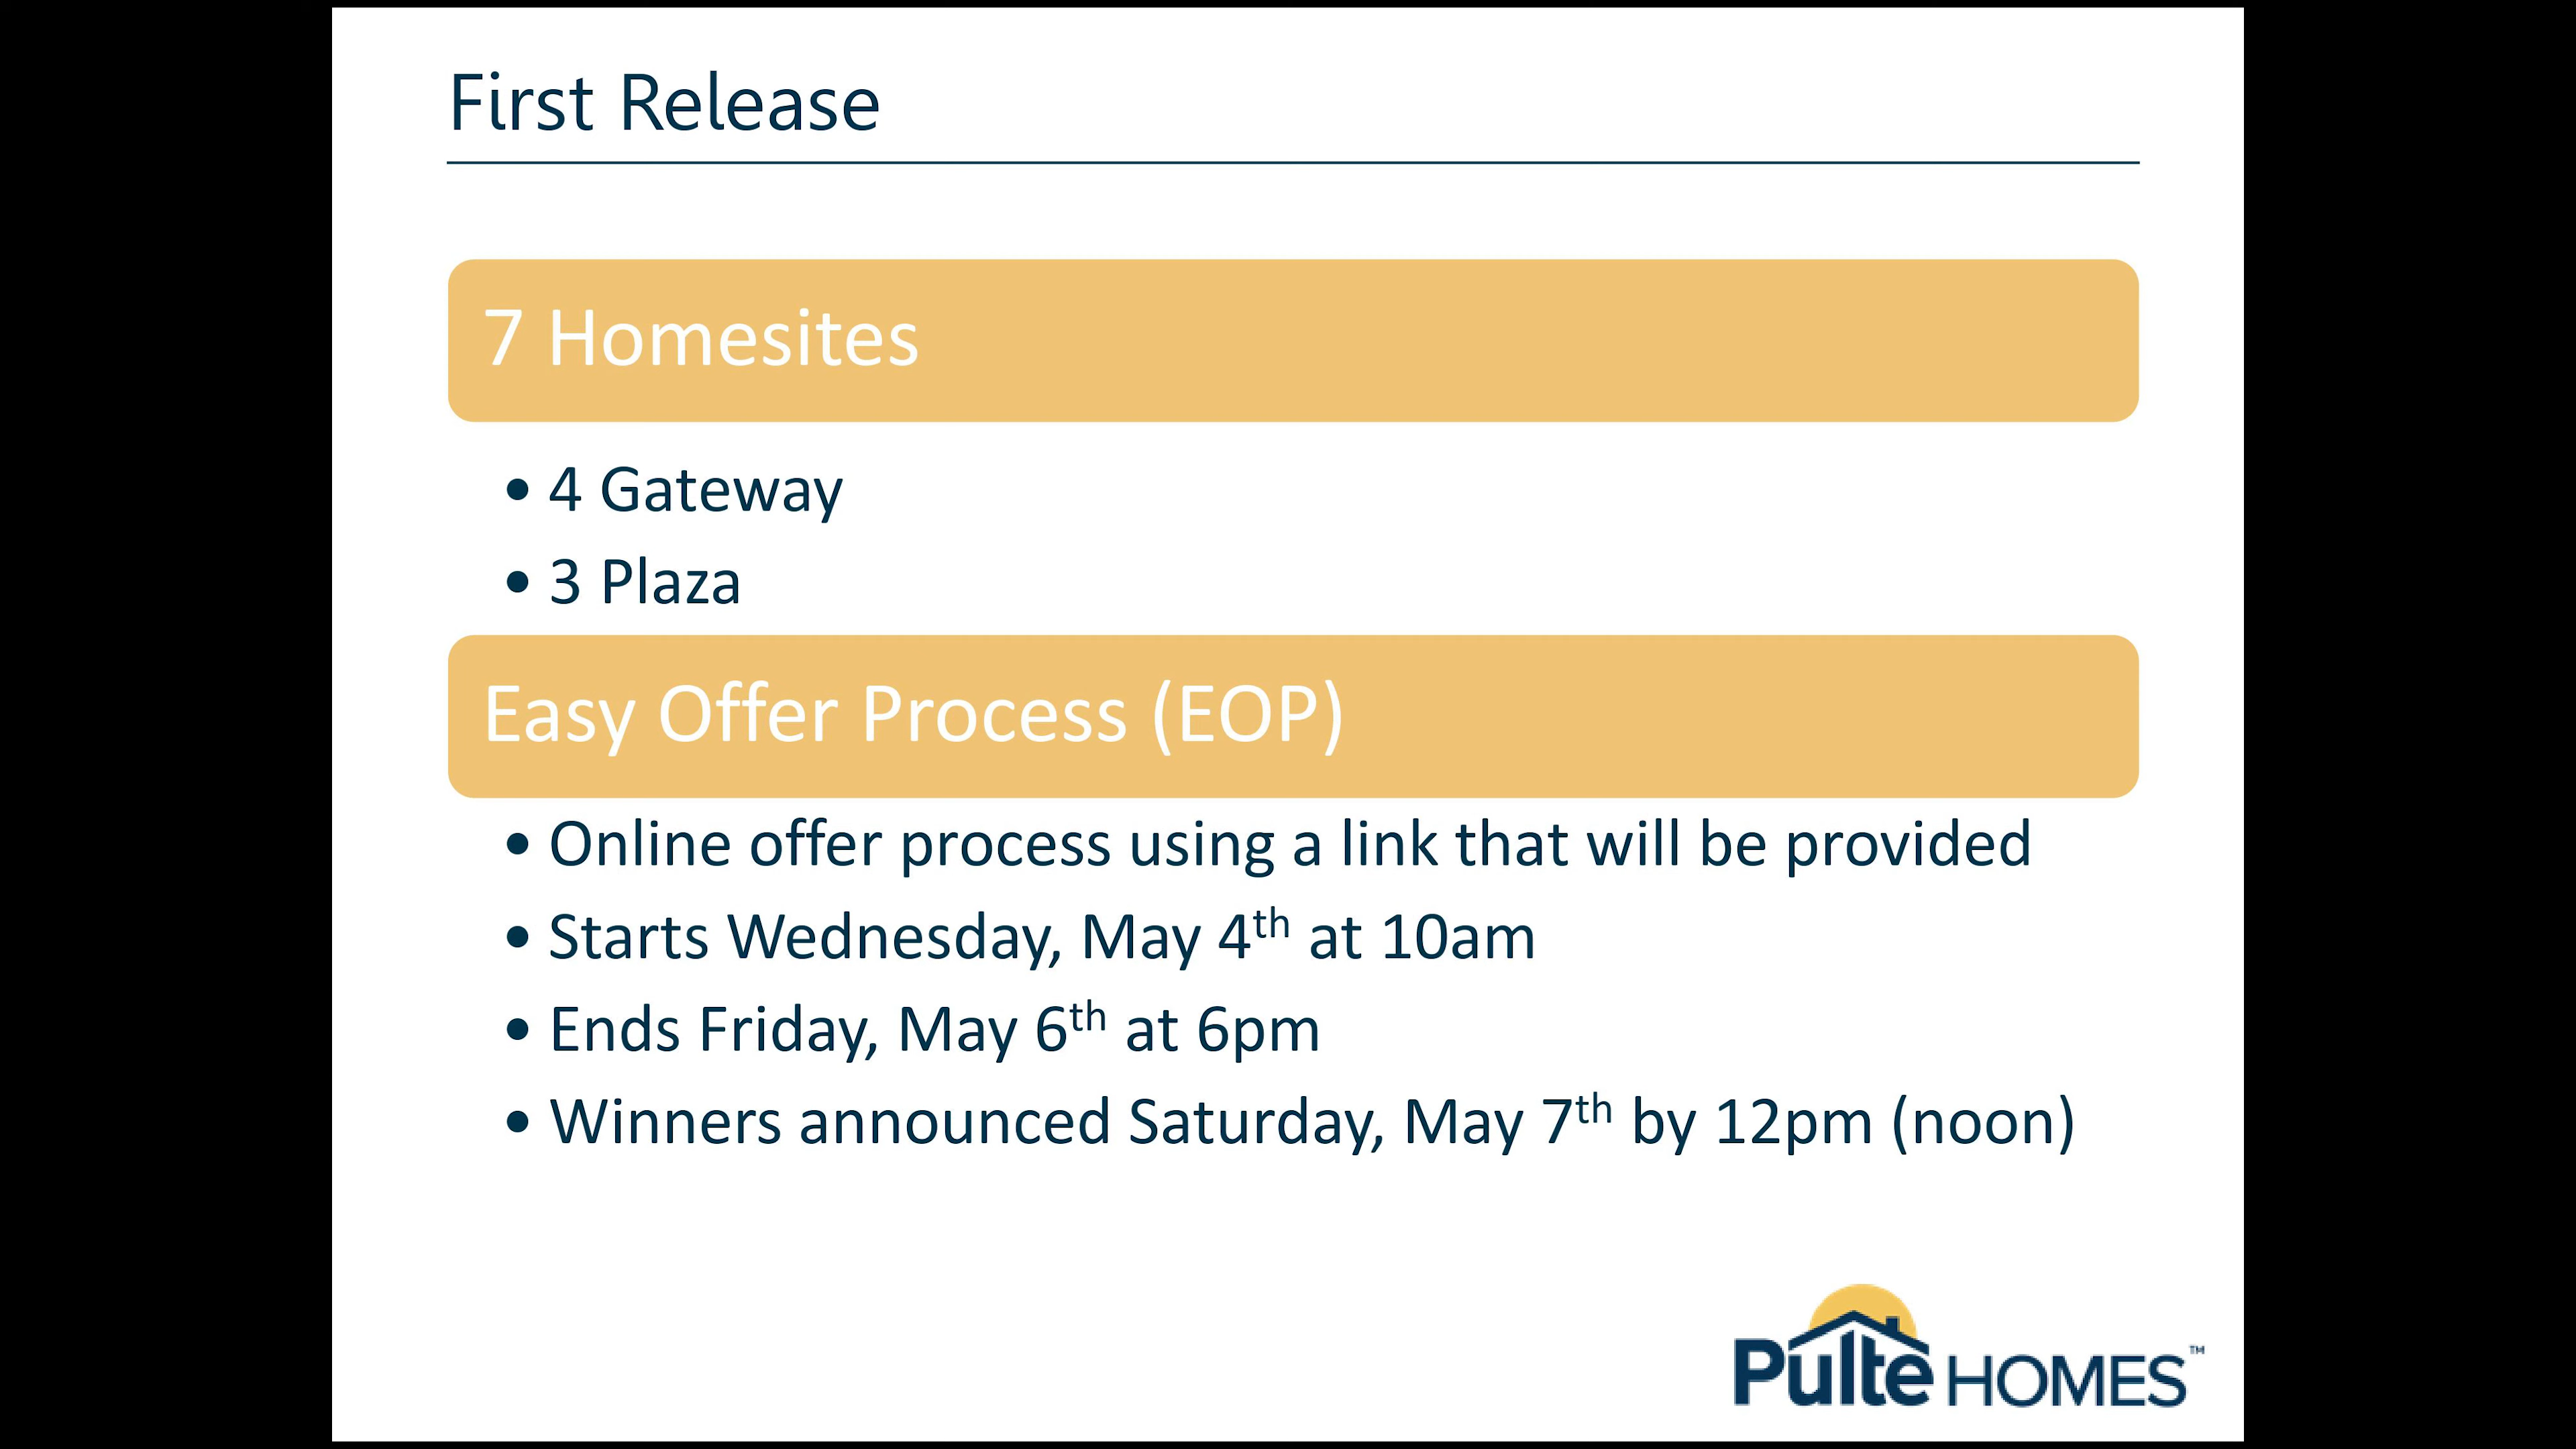 First Release
7 Homesites
• 4 Gateway
• 3 Plaza
Easy Offer Process (EOP)
• Online offer process using a link that will be provided
• Starts Wednesday, May 4th at 10am
• Ends Friday, May 6th at 6pm
• Winners announced Saturday, May 7th by 12pm (noon)
Pulte HOMES™